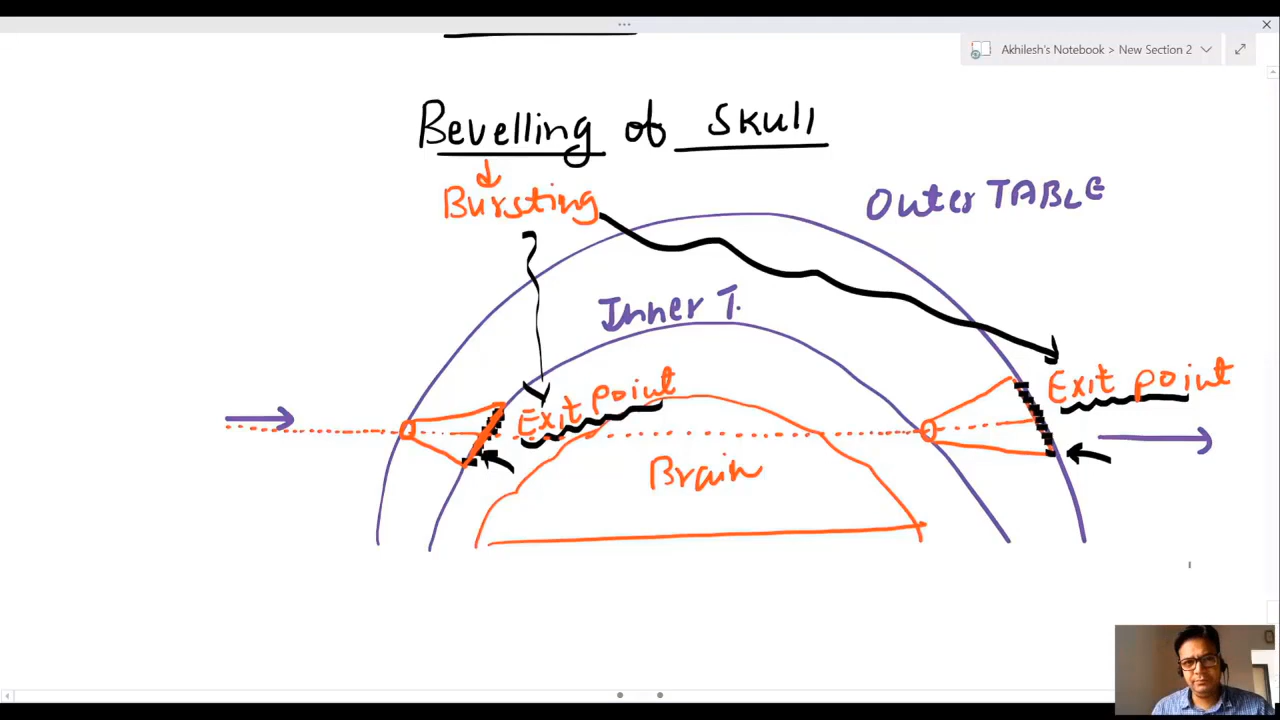 Akhilesh's Notebook > New Section 2
Bevelling of Skull
Bursting
Outer TABLE
Inner T.
Exit point
Exit point
Brain